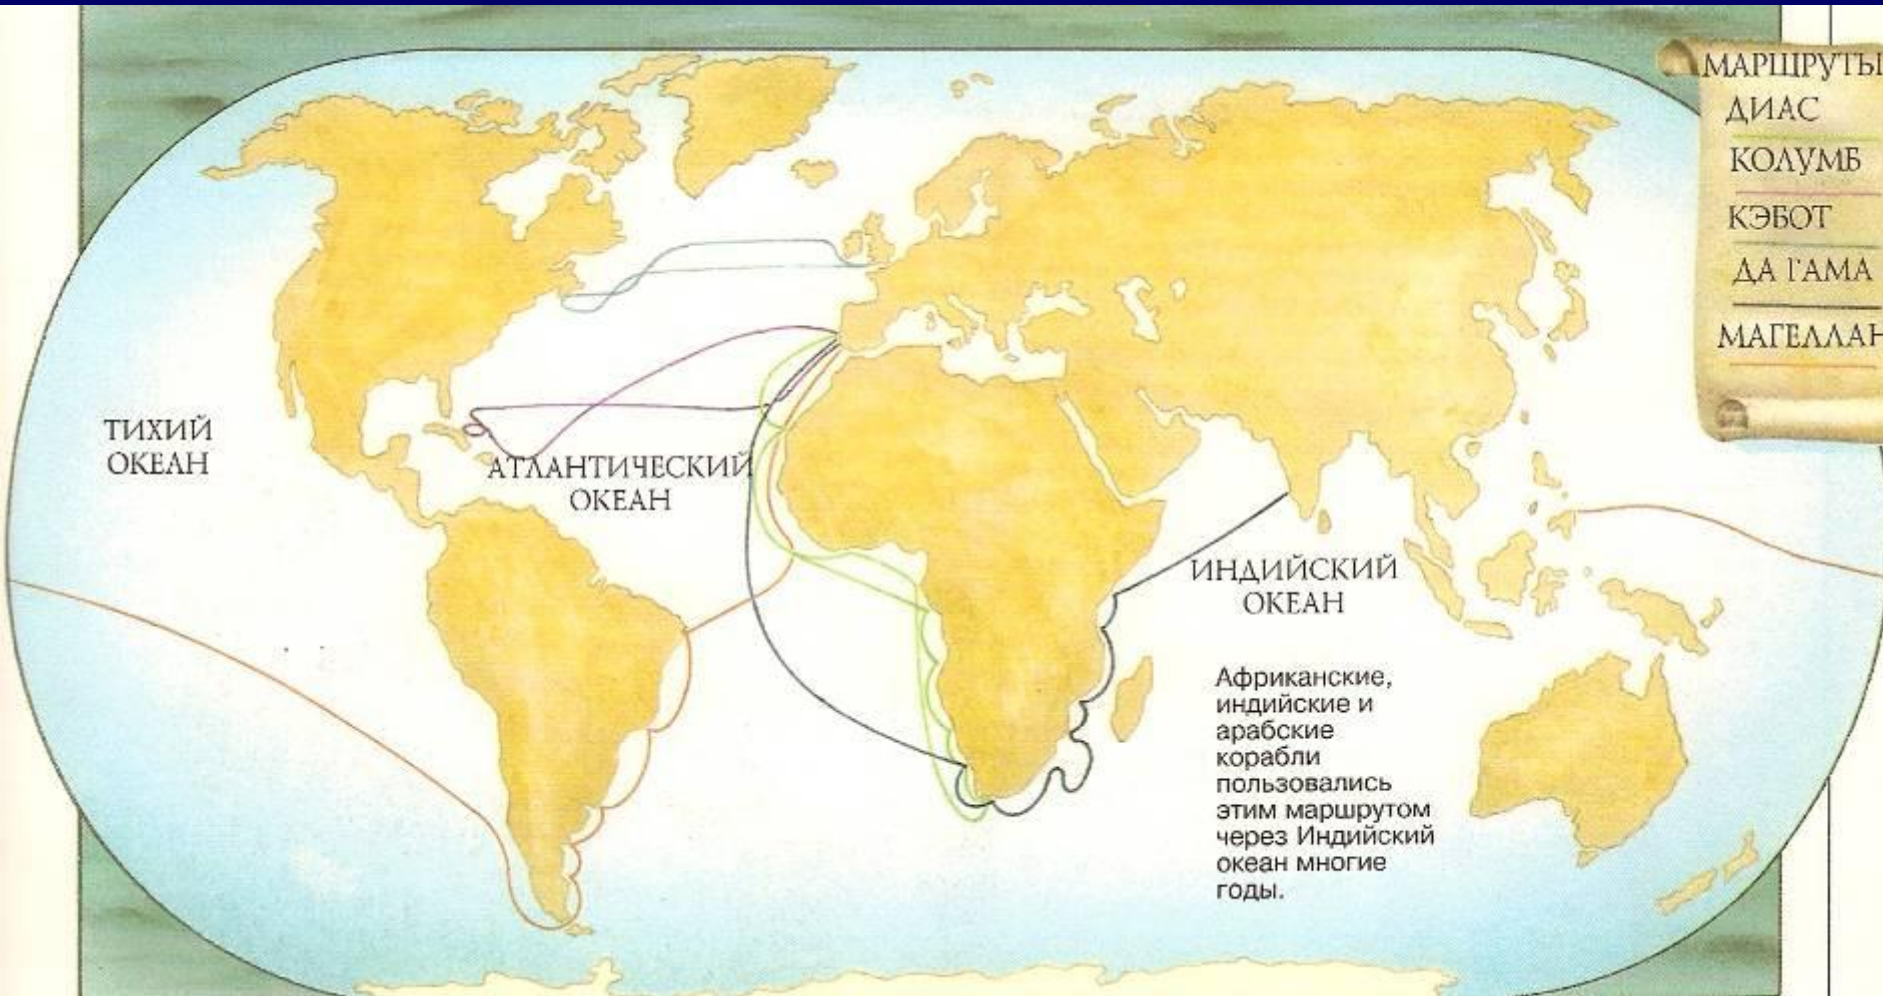 МАРШРУТЫ
ДИАС
КОЛУМБ
КЭБОТ
ДА ГАМА
МАГЕЛЛАН
ТИХИЙ
ОКЕАН
АТЛАНТИЧЕСКИЙ
ОКЕАН
ИНДИЙСКИЙ
ОКЕАН
Африканские,
индийские и
арабские
корабли
пользовались
этим маршрутом
через Индийский
океан многие
годы.